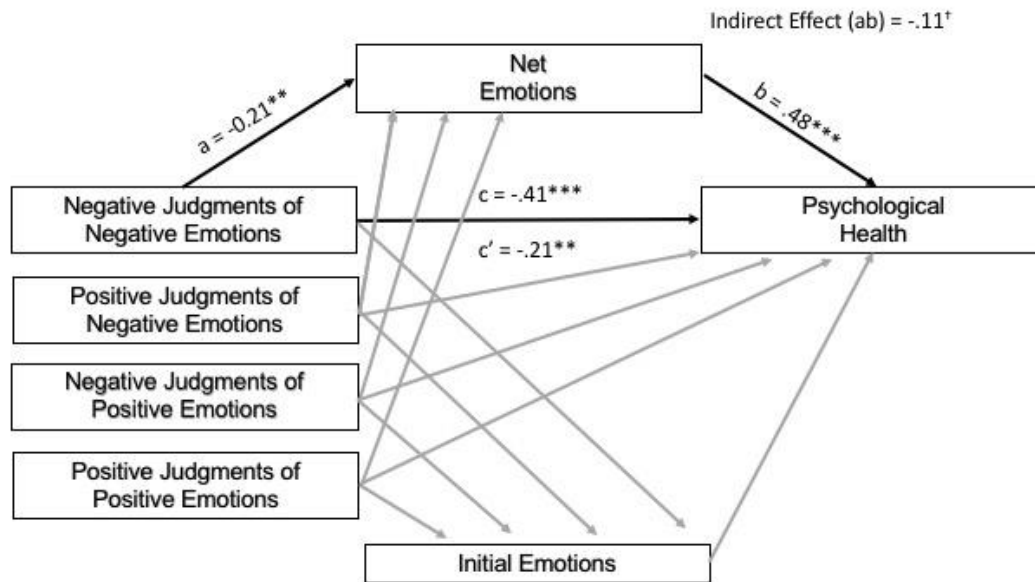 Indirect Effect (ab) = -.11†
Net
Emotions
a = -0.21**
b = .48***
Negative Judgments of
Negative Emotions
c = -.41***
c’ = -.21**
Psychological
Health
Positive Judgments of
Negative Emotions
Negative Judgments of
Positive Emotions
Positive Judgments of
Positive Emotions
Initial Emotions